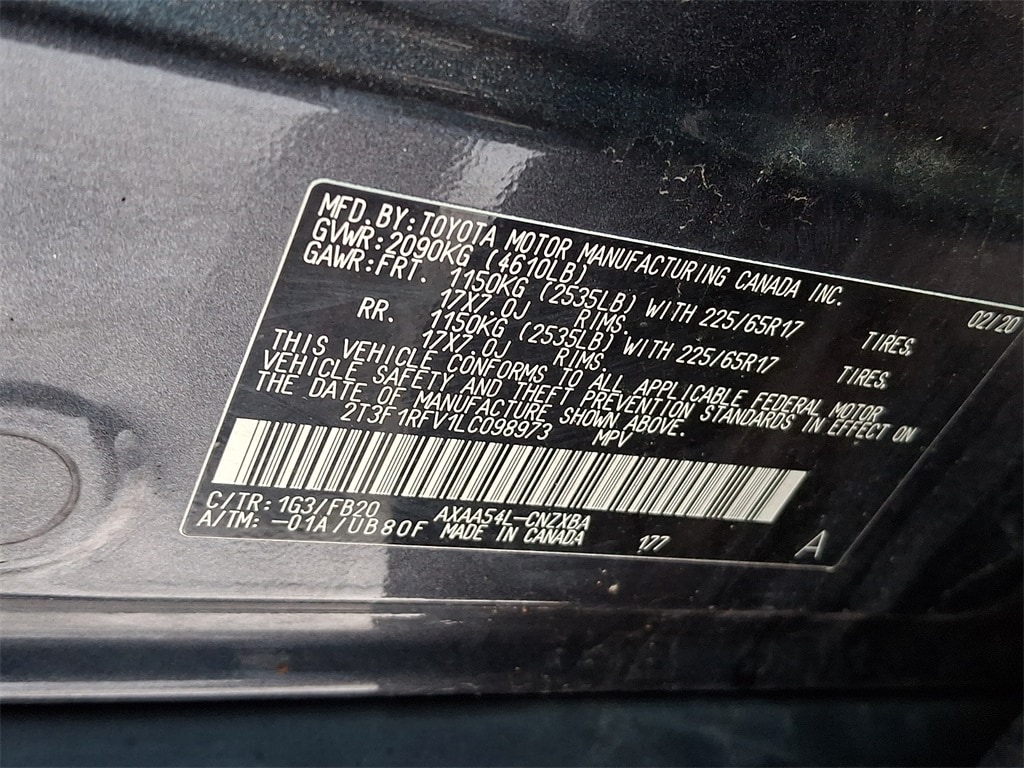 MFD. BY: TOYOTA MOTOR MANUFACTURING CANADA INC.
GVWR: 2090KG (4610LB) 02/20
GAWR: FRT. 1150KG (2535LB) WITH 225/65R17 TIRES,
17X7.0J RIMS.
RR. 1150KG (2535LB) WITH 225/65R17 TIRES
17X7.0J RIMS.
THIS VEHICLE CONFORMS TO ALL APPLICABLE FEDERAL MOTOR
VEHICLE SAFETY AND THEFT PREVENTION STANDARDS IN EFFECT ON
THE DATE OF MANUFACTURE SHOWN ABOVE.
2T3F1RFV1LC098973 MPV
C/TR: 1G3/FB20 AXAA54L-CNZXBA
A/TM: -01A/UB80F MADE IN CANADA 177 A